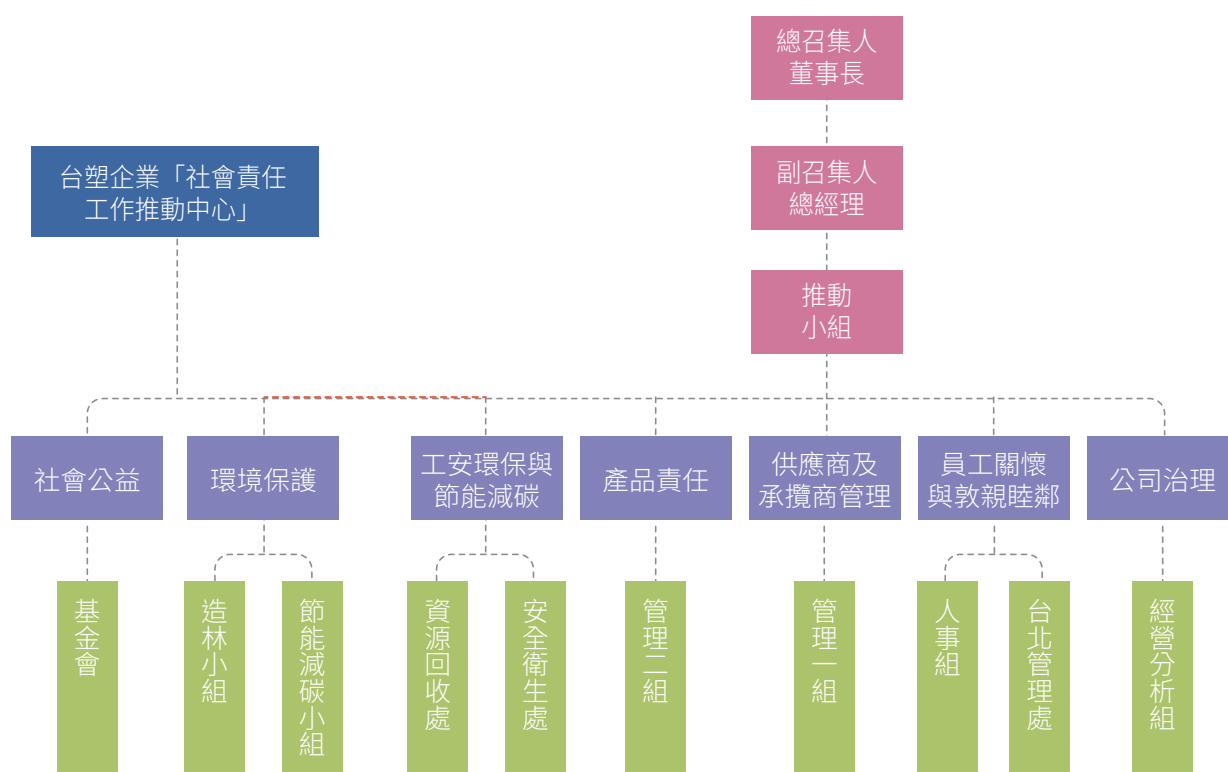 總召集人
董事長
台塑企業「社會責任
工作推動中心」
副召集人
總經理
推動
小組
社會公益
環境保護
工安環保與
節能減碳
產品責任
供應商及
承攬商管理
員工關懷
與敦親睦鄰
公司治理
基金會
造林小組
節能減碳小組
資源回收處
安全衛生處
管理二組
管理一組
人事組
台北管理處
經營分析組